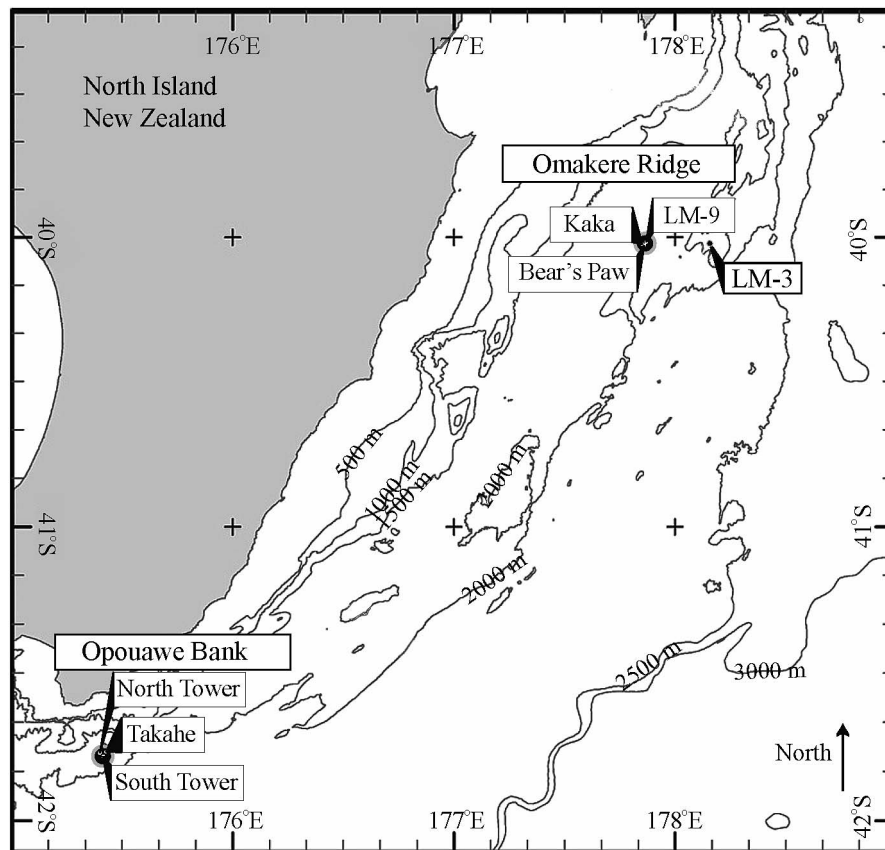 176°E
177°E
178°E
North Island
New Zealand
Omakere Ridge
Kaka
LM-9
40°S
40°S
Bear's Paw
LM-3
500 m
1000 m
1500 m
2000 m
41°S
41°S
2000 m
Opouawe Bank
2500 m
3000 m
North Tower
Takahe
North
South Tower
42°S
176°E
177°E
178°E
42°S